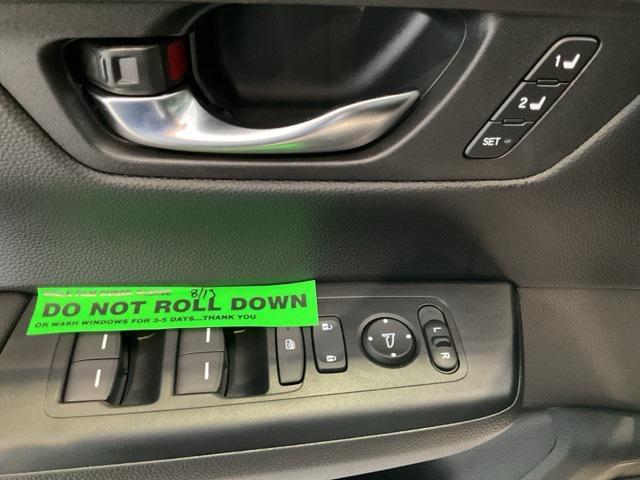 1
2
SET
8/13
DO NOT ROLL DOWN
OR WASH WINDOWS FOR 3-5 DAYS...THANK YOU
L
R